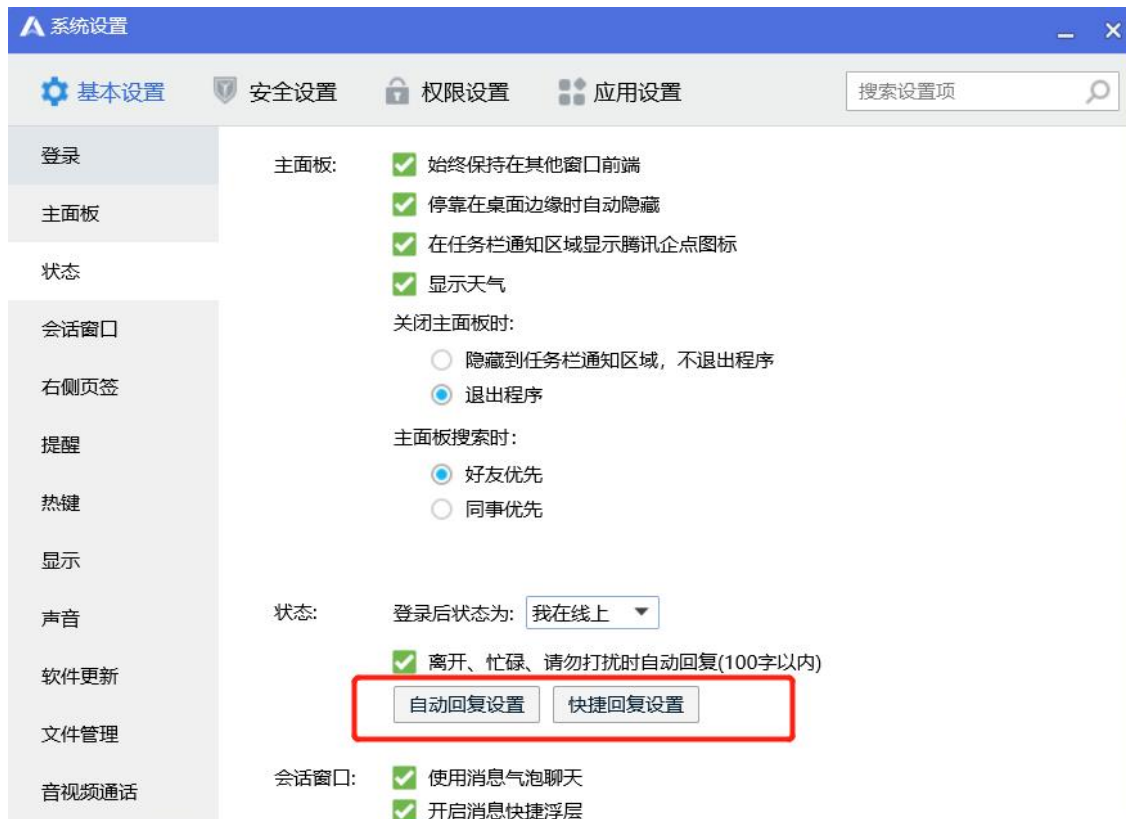 系统设置
基本设置 安全设置 权限设置 应用设置 搜索设置项
登录
主面板
状态
会话窗口
右侧页签
提醒
热键
显示
声音
软件更新
文件管理
音视频通话
主面板: 始终保持在其他窗口前端
停靠在桌面边缘时自动隐藏
在任务栏通知区域显示腾讯企点图标
显示天气
关闭主面板时:
隐藏到任务栏通知区域，不退出程序
退出程序
主面板搜索时:
好友优先
同事优先
状态: 登录后状态为: 我在线上
离开、忙碌、请勿打扰时自动回复(100字以内)
自动回复设置 快捷回复设置
会话窗口: 使用消息气泡聊天
开启消息快捷浮层